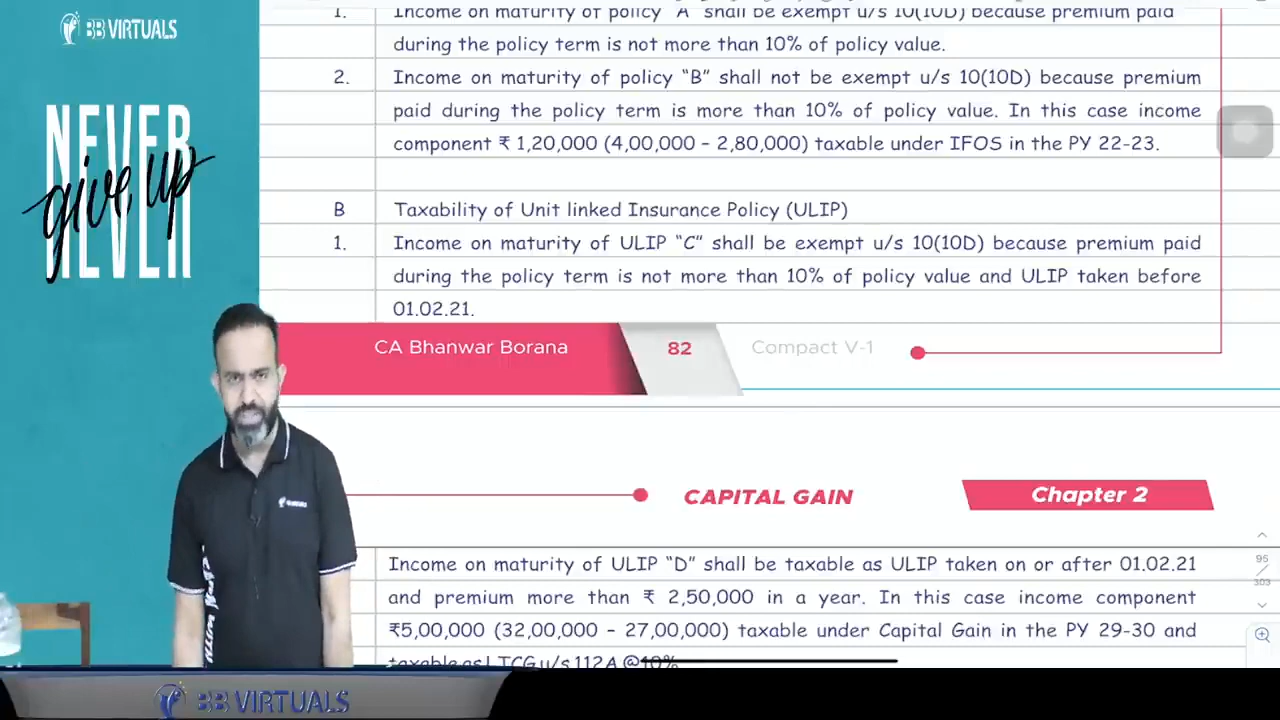 BB VIRTUALS
NEVER
give up
NEVER
1. Income on maturity of policy “A” shall be exempt u/s 10(10D) because premium paid
during the policy term is not more than 10% of policy value.
2. Income on maturity of policy “B” shall not be exempt u/s 10(10D) because premium
paid during the policy term is more than 10% of policy value. In this case income
component ₹ 1,20,000 (4,00,000 – 2,80,000) taxable under IFOS in the PY 22-23.
B Taxability of Unit linked Insurance Policy (ULIP)
1. Income on maturity of ULIP “C” shall be exempt u/s 10(10D) because premium paid
during the policy term is not more than 10% of policy value and ULIP taken before
01.02.21.
CA Bhanwar Borana 82 Compact V-1
CAPITAL GAIN Chapter 2
Income on maturity of ULIP “D” shall be taxable as ULIP taken on or after 01.02.21
and premium more than ₹ 2,50,000 in a year. In this case income component
₹5,00,000 (32,00,000 – 27,00,000) taxable under Capital Gain in the PY 29-30 and
taxable as LTCG u/s 112A @10%
95
303
BB VIRTUALS